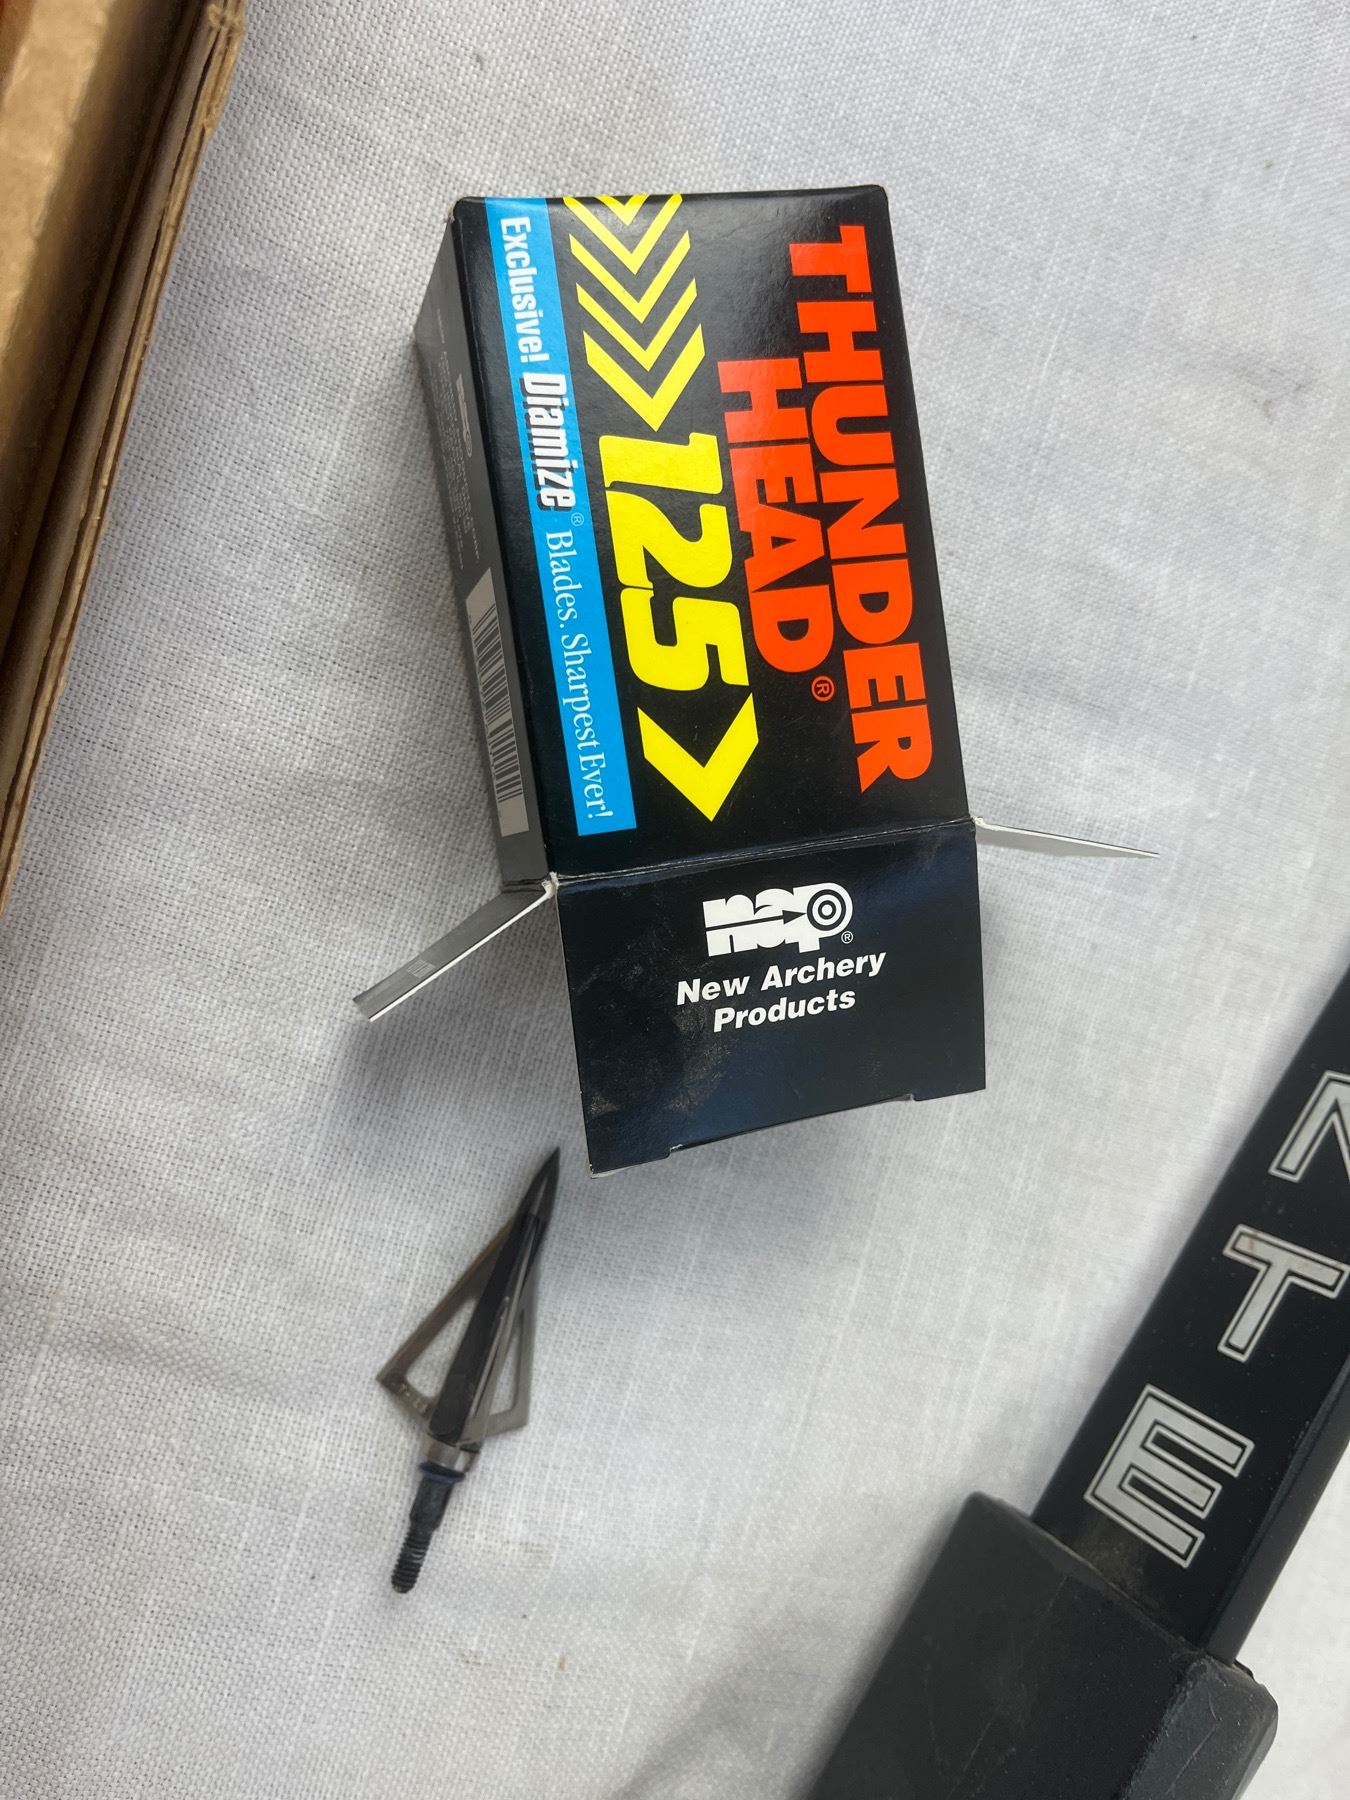 THUNDER
HEAD®
125
Exclusive! Diamize® Blades. Sharpest Ever!
nap®
New Archery
Products
NTE